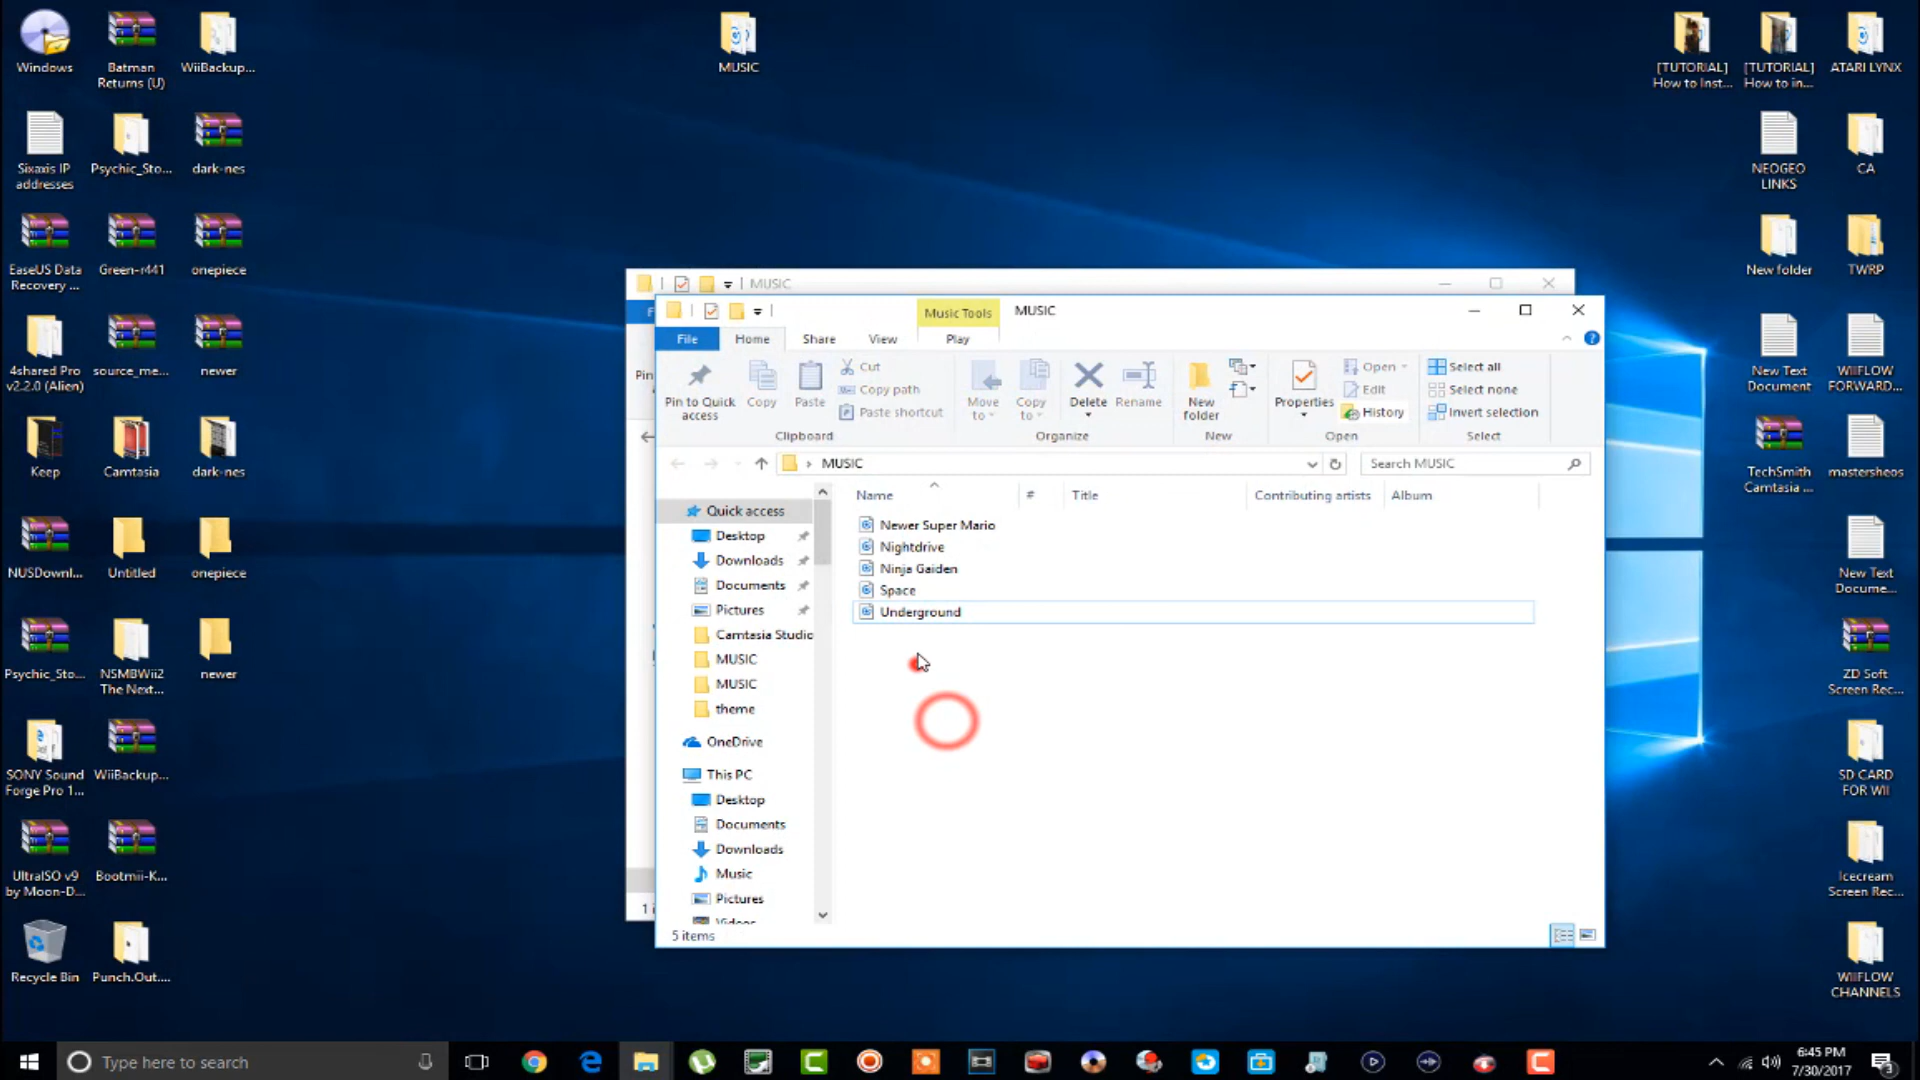 Windows
Batman
Returns (U)
WiiBackup...
MUSIC
[TUTORIAL]
How to Inst...
[TUTORIAL]
How to in...
ATARI LYNX
Sixaxis IP
addresses
Psychic_Sto...
dark-nes
NEOGEO
LINKS
CA
EaseUS Data
Recovery ...
Green-r441
onepiece
New folder
TWRP
4shared Pro
v2.2.0 (Alien)
source_me...
newer
New Text
Document
WIIFLOW
FORWARD...
Keep
Camtasia
dark-nes
TechSmith
Camtasia ...
mastersheos
NUSDownl...
Untitled
onepiece
New Text
Docume...
Psychic_Sto...
NSMBWii2
The Next...
newer
ZD Soft
Screen Rec...
SONY Sound
Forge Pro 1...
WiiBackup...
SD CARD
FOR WII
UltraISO v9
by Moon-D...
Bootmii-K...
Icecream
Screen Rec...
Recycle Bin
Punch.Out....
WIIFLOW
CHANNELS
MUSIC
Music Tools
MUSIC
File
Home
Share
View
Play
Pin to Quick
access
Copy
Paste
Cut
Copy path
Paste shortcut
Move
to
Copy
to
Delete
Rename
New
folder
Properties
Open
Edit
History
Select all
Select none
Invert selection
Clipboard
Organize
New
Open
Select
MUSIC
Search MUSIC
Name
#
Title
Contributing artists
Album
Newer Super Mario
Nightdrive
Ninja Gaiden
Space
Underground
Quick access
Desktop
Downloads
Documents
Pictures
Camtasia Studio
MUSIC
MUSIC
theme
OneDrive
This PC
Desktop
Documents
Downloads
Music
Pictures
Videos
5 items
Type here to search
6:45 PM
7/30/2017
3